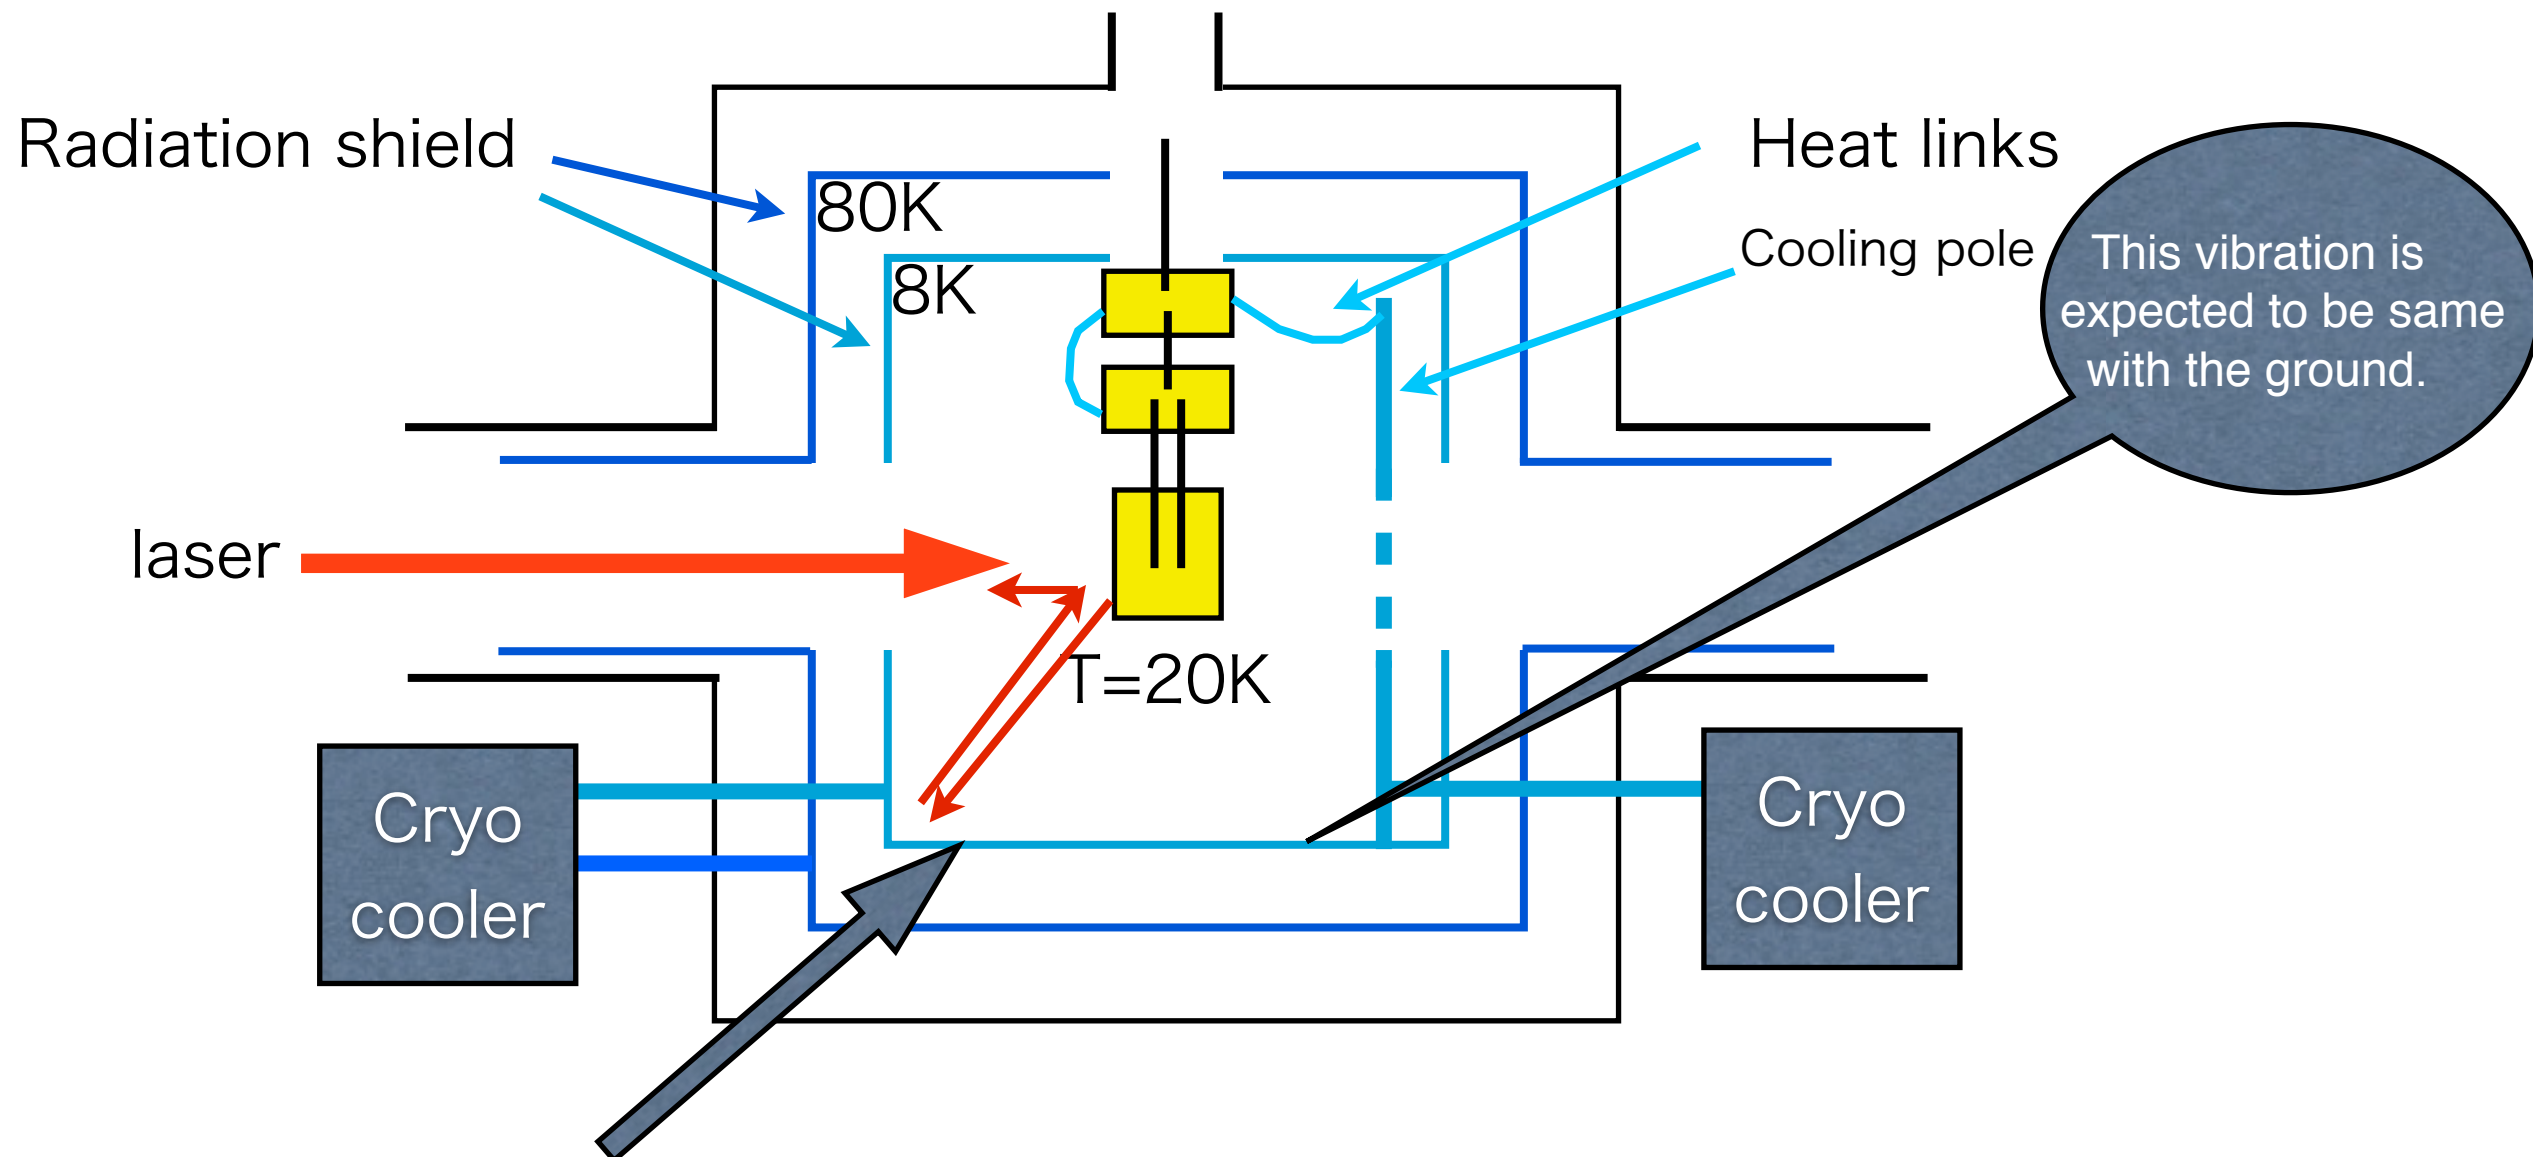 Radiation shield
80K
8K
Heat links
Cooling pole
This vibration is
expected to be same
with the ground.
laser
T=20K
Cryo
cooler
Cryo
cooler